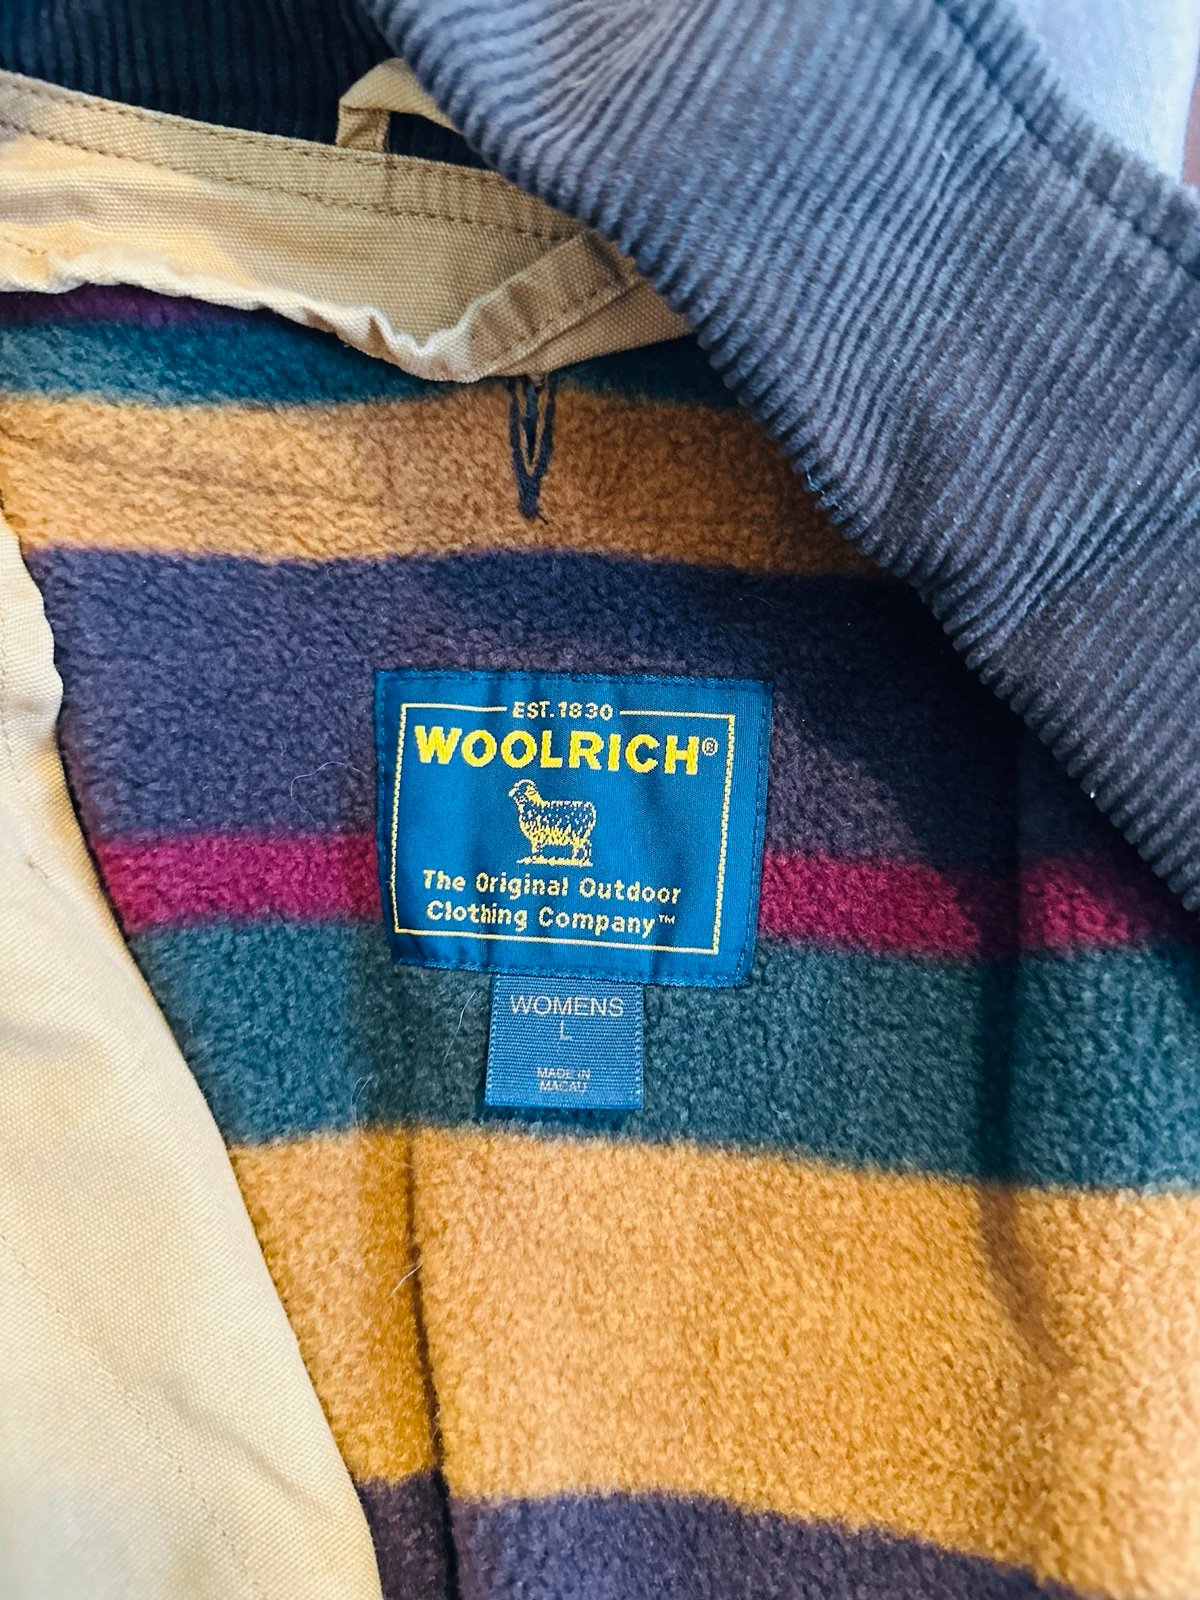 EST.1830
WOOLRICH®
The Original Outdoor
Clothing Company™
WOMENS
L
MADE IN
MACAU